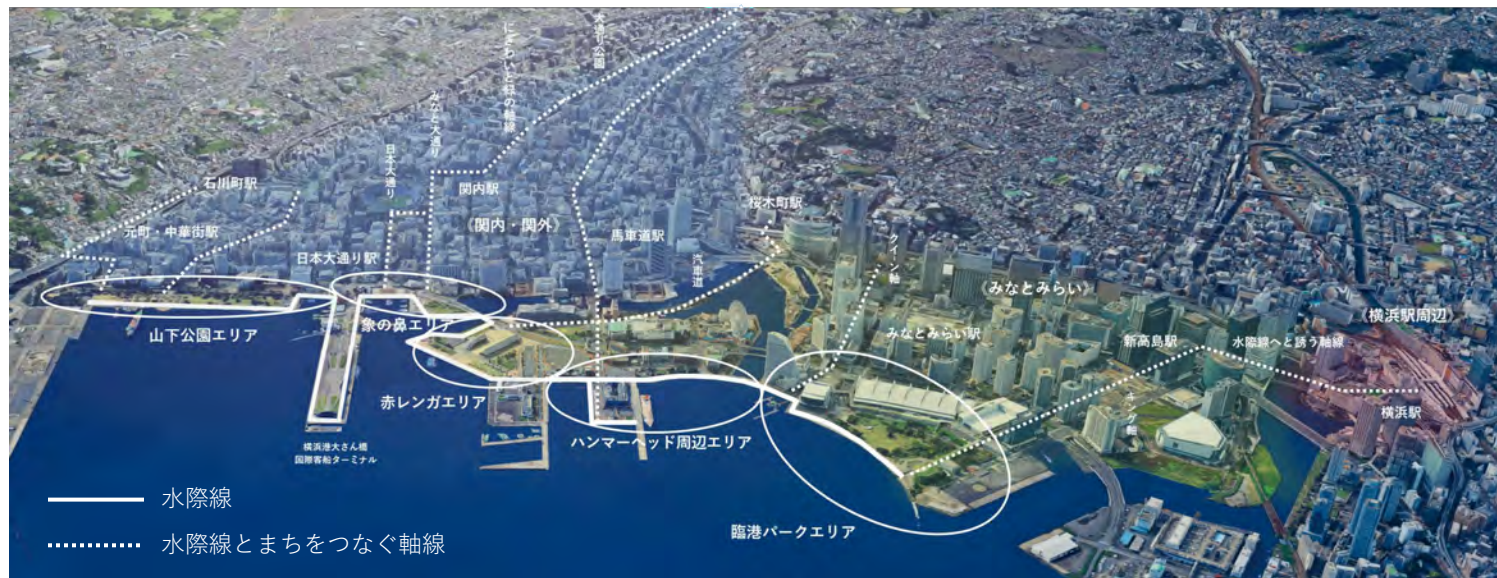 大通り公園
にぎわいと緑の軸線
みなと大通り
日本大通り
石川町駅
関内駅
《関内・関外》
元町・中華街駅
馬車道駅
桜木町駅
日本大通り駅
汽車道
クイーン軸
《みなとみらい》
みなとみらい駅
新高島駅
水際線へと誘う軸線
《横浜駅周辺》
横浜駅
キング軸
山下公園エリア
象の鼻エリア
赤レンガエリア
ハンマーヘッド周辺エリア
臨港パークエリア
横浜港大さん橋
国際客船ターミナル
水際線
水際線とまちをつなぐ軸線